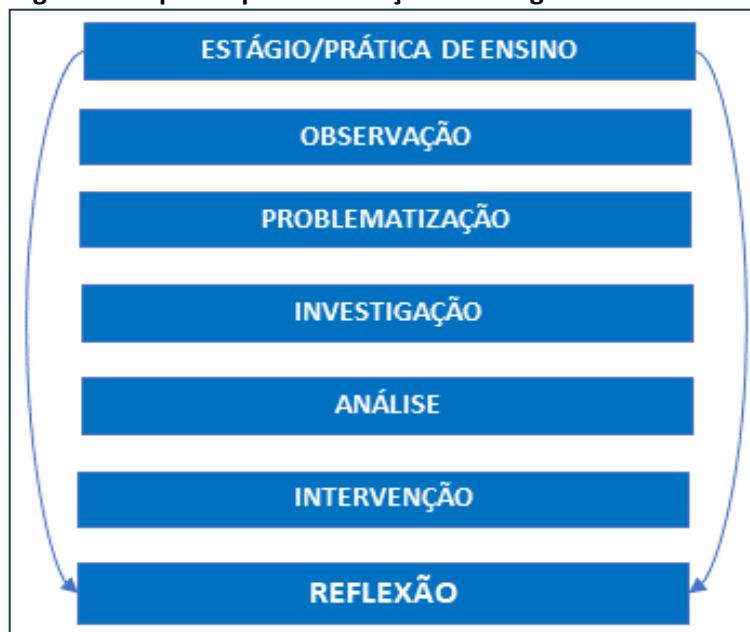 ESTÁGIO/PRÁTICA DE ENSINO
OBSERVAÇÃO
PROBLEMATIZAÇÃO
INVESTIGAÇÃO
ANÁLISE
INTERVENÇÃO
REFLEXÃO